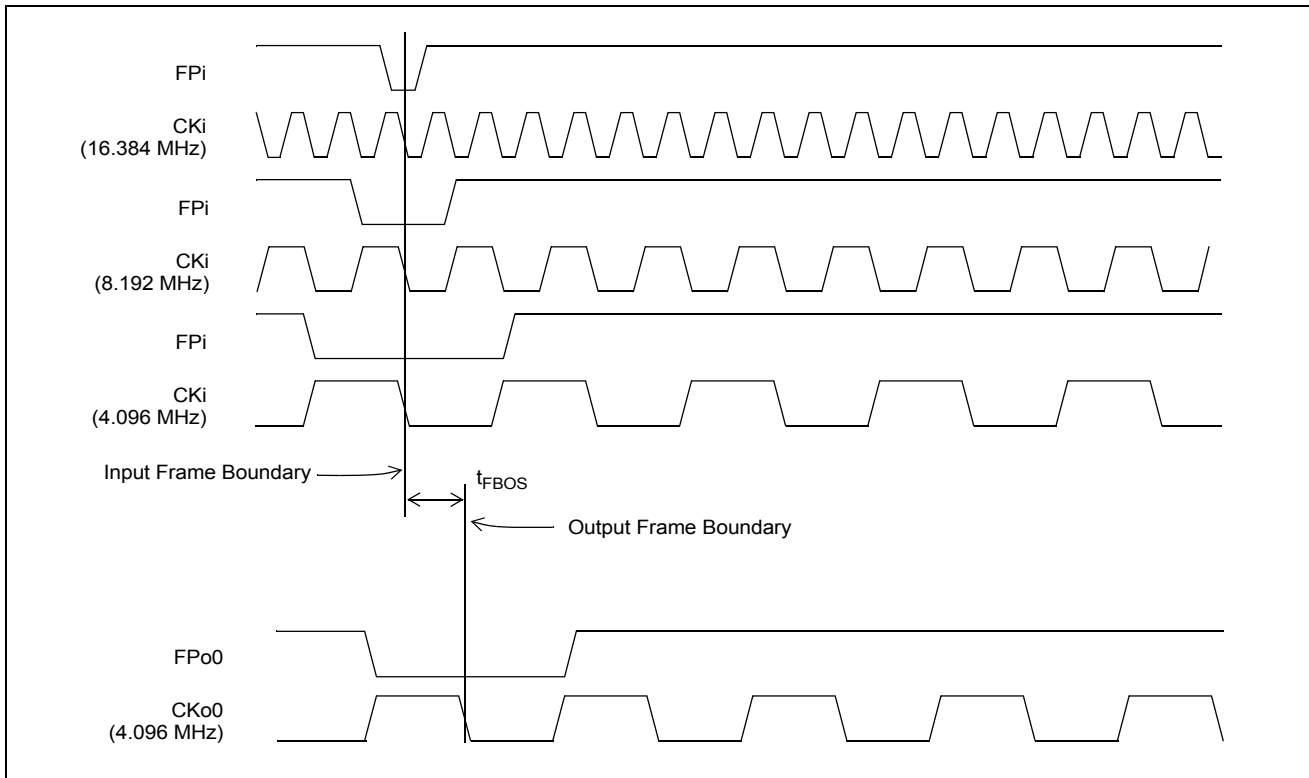 FPi
CKi
(16.384 MHz)
FPi
CKi
(8.192 MHz)
FPi
CKi
(4.096 MHz)
Input Frame Boundary
tFBOS
Output Frame Boundary
FPo0
CKo0
(4.096 MHz)